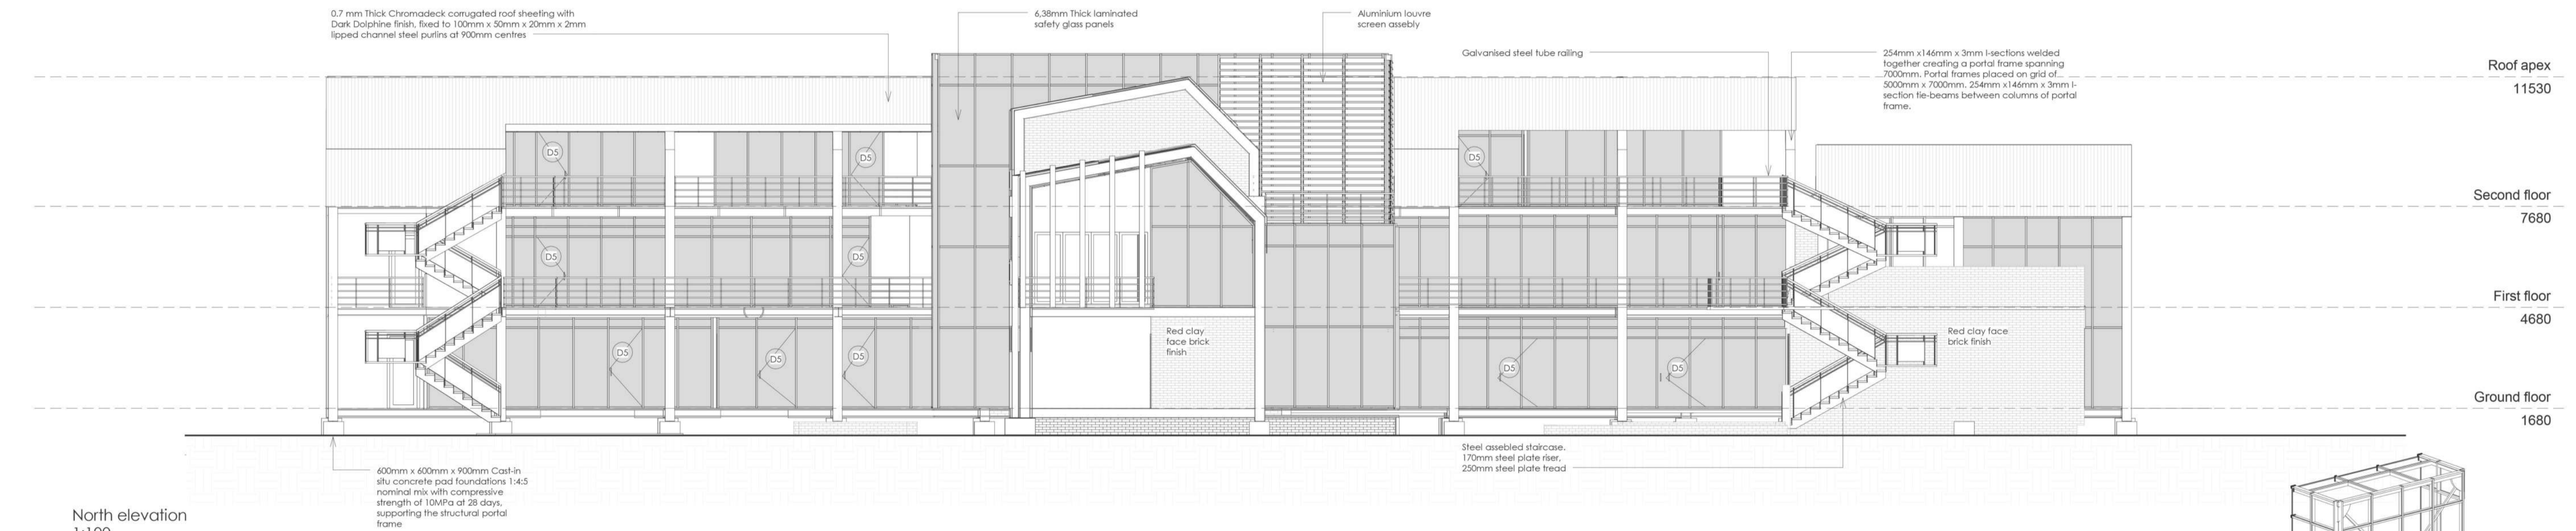 0.7 mm Thick Chromadeck corrugated roof sheeting with
Dark Dolphine finish, fixed to 100mm x 50mm x 20mm x 2mm
lipped channel steel purlins at 900mm centres
6,38mm Thick laminated
safety glass panels
Aluminium louvre
screen assebly
Galvanised steel tube railing
254mm x146mm x 3mm I-sections welded
together creating a portal frame spanning
7000mm. Portal frames placed on grid of
5000mm x 7000mm. 254mm x146mm x 3mm I-
section tie-beams between columns of portal
frame.
Roof apex
11530
D5
D5
D5
Second floor
7680
D5
D5
First floor
4680
Red clay
face brick
finish
Red clay face
brick finish
D5
D5
D5
D5
D5
Ground floor
1680
Steel assebled staircase.
170mm steel plate riser,
250mm steel plate tread
600mm x 600mm x 900mm Cast-in
situ concrete pad foundations 1:4:5
nominal mix with compressive
strength of 10MPa at 28 days,
supporting the structural portal
frame
North elevation
1:100